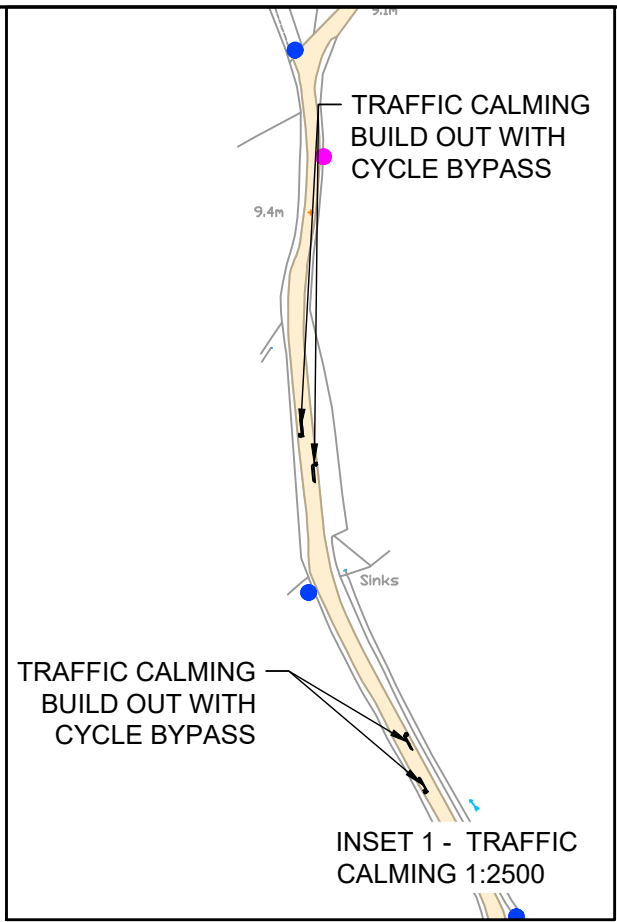 9.1m
TRAFFIC CALMING
BUILD OUT WITH
CYCLE BYPASS
9.4m
Sinks
TRAFFIC CALMING
BUILD OUT WITH
CYCLE BYPASS
INSET 1 - TRAFFIC
CALMING 1:2500